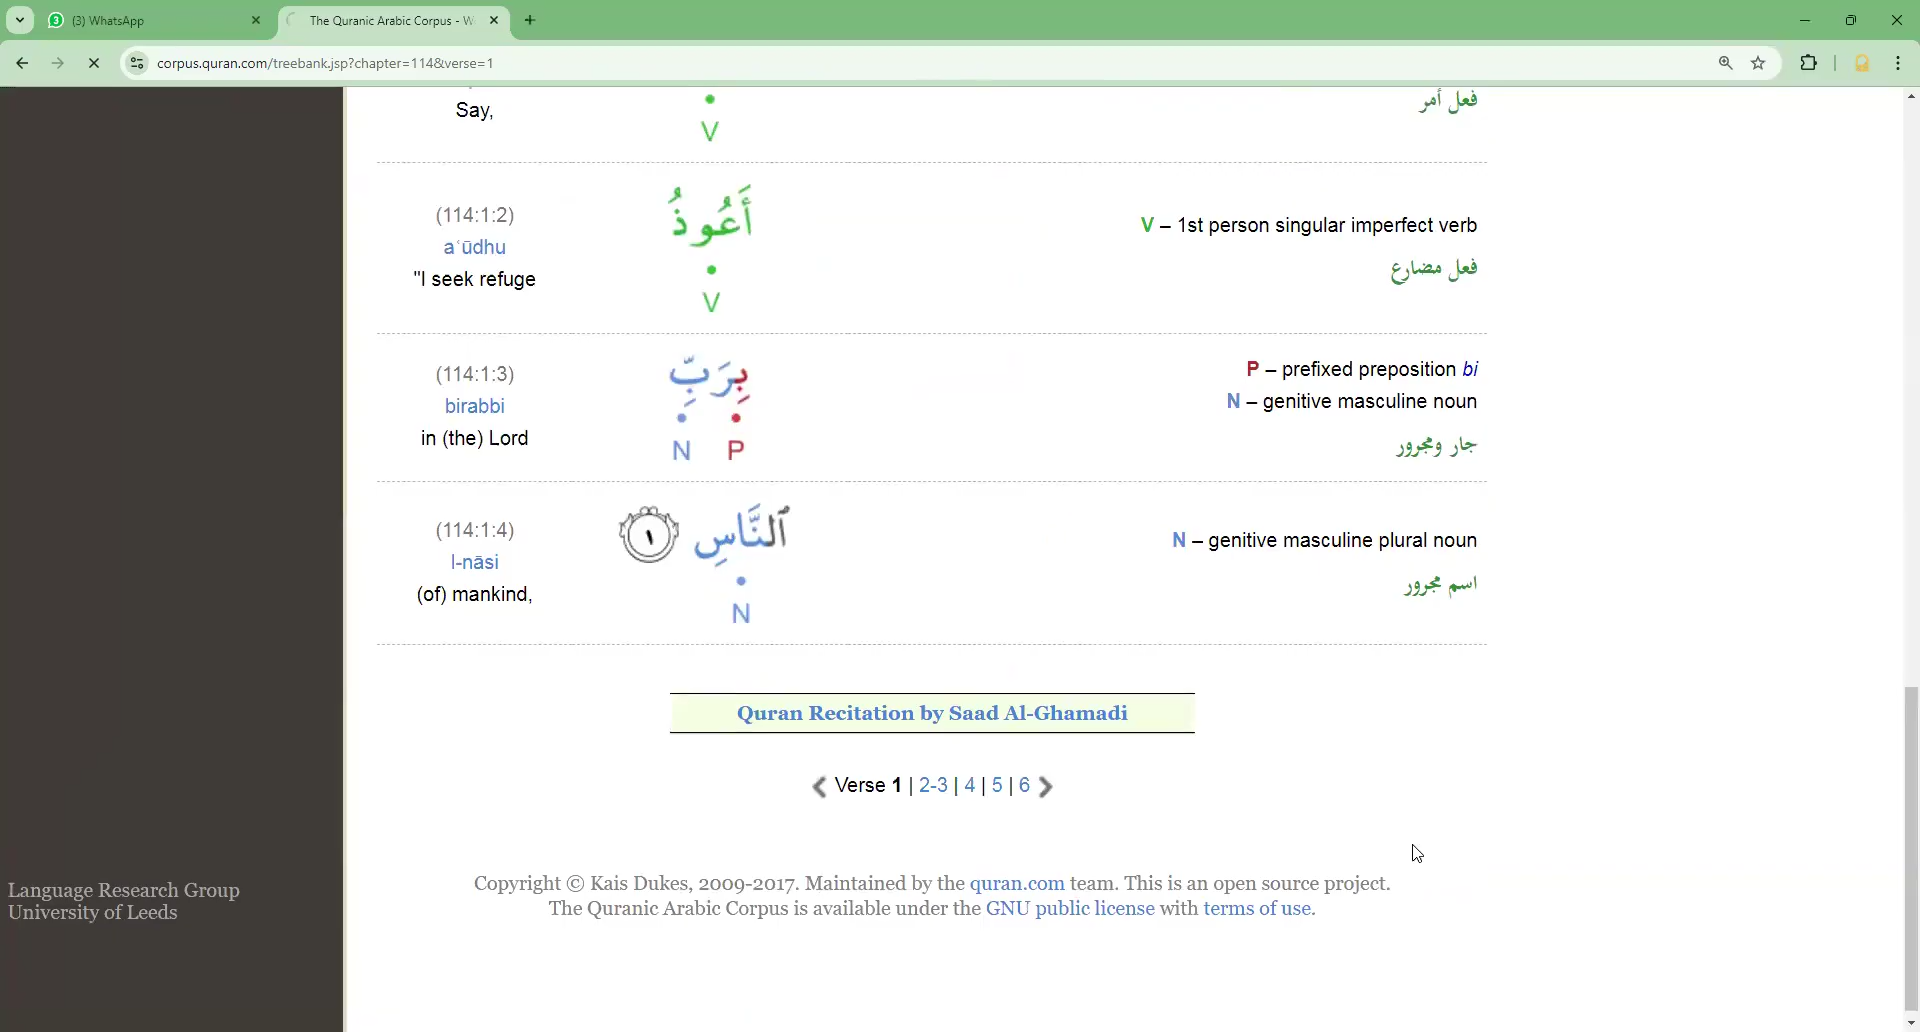 (3) WhatsApp
The Quranic Arabic Corpus - W
corpus.quran.com/treebank.jsp?chapter=114&verse=1
Say,
V
فعل أمر
(114:1:2)
aʿūdhu
"I seek refuge
أَعُوذُ
V
V – 1st person singular imperfect verb
فعل مضارع
(114:1:3)
birabbi
in (the) Lord
بِرَبِّ
N P
P – prefixed preposition bi
N – genitive masculine noun
جار ومجرور
(114:1:4)
l-nāsi
(of) mankind,
ٱلنَّاسِ ١
N
N – genitive masculine plural noun
اسم مجرور
Quran Recitation by Saad Al-Ghamadi
Verse 1 | 2-3 | 4 | 5 | 6
Language Research Group
University of Leeds
Copyright © Kais Dukes, 2009-2017. Maintained by the quran.com team. This is an open source project.
The Quranic Arabic Corpus is available under the GNU public license with terms of use.